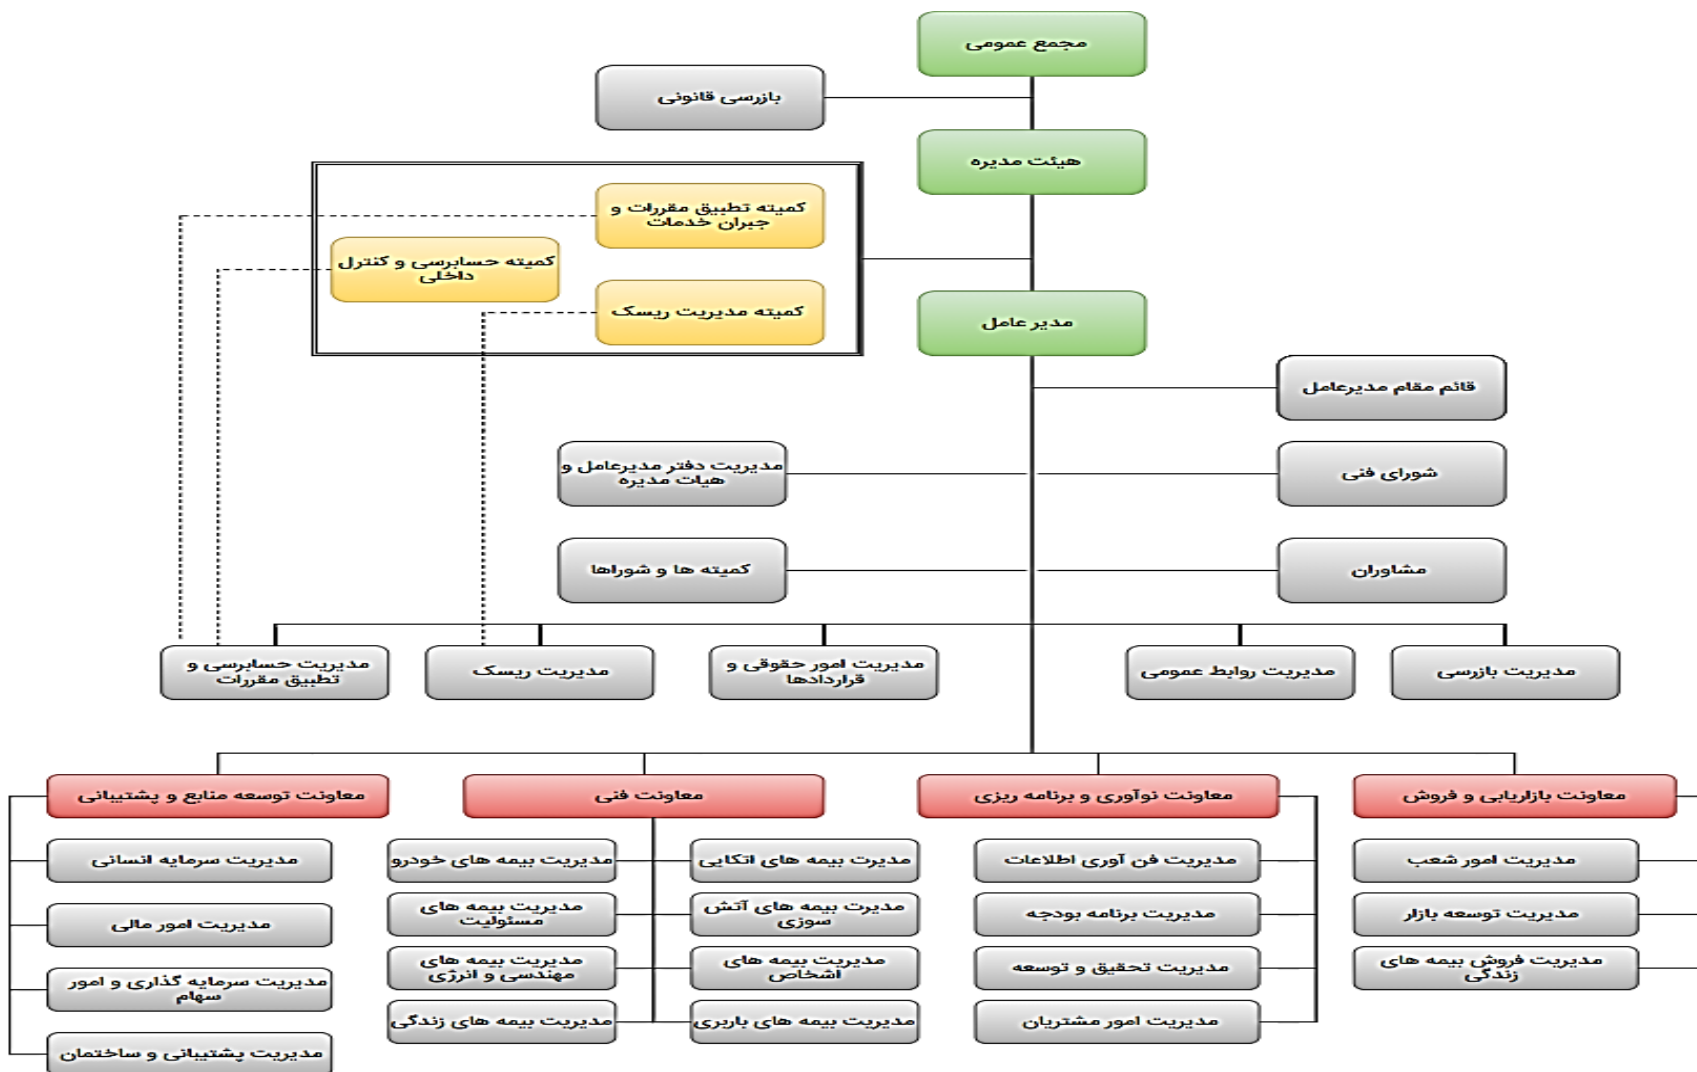 مجمع عمومی
بازرسی قانونی
هیئت مدیره
کمیته تطبیق مقررات و
جبران خدمات
کمیته حسابرسی و کنترل
داخلی
کمیته مدیریت ریسک
مدیر عامل
قائم مقام مدیرعامل
شورای فنی
مدیریت دفتر مدیرعامل و
هیات مدیره
مشاوران
کمیته ها و شوراها
مدیریت بازرسی
مدیریت روابط عمومی
مدیریت امور حقوقی و
قراردادها
مدیریت ریسک
مدیریت حسابرسی و
تطبیق مقررات
معاونت بازاریابی و فروش
مدیریت امور شعب
مدیریت توسعه بازار
مدیریت فروش بیمه های
زندگی
معاونت نوآوری و برنامه ریزی
مدیریت فن آوری اطلاعات
مدیریت برنامه بودجه
مدیریت تحقیق و توسعه
مدیریت امور مشتریان
معاونت فنی
مدیرت بیمه های اتکایی
مدیرت بیمه های آتش
سوزی
مدیریت بیمه های
اشخاص
مدیریت بیمه های باربری
مدیریت بیمه های خودرو
مدیریت بیمه های
مسئولیت
مدیریت بیمه های
مهندسی و انرژی
مدیریت بیمه های زندگی
معاونت توسعه منابع و پشتیبانی
مدیریت سرمایه انسانی
مدیریت امور مالی
مدیریت سرمایه گذاری و امور
سهام
مدیریت پشتیبانی و ساختمان